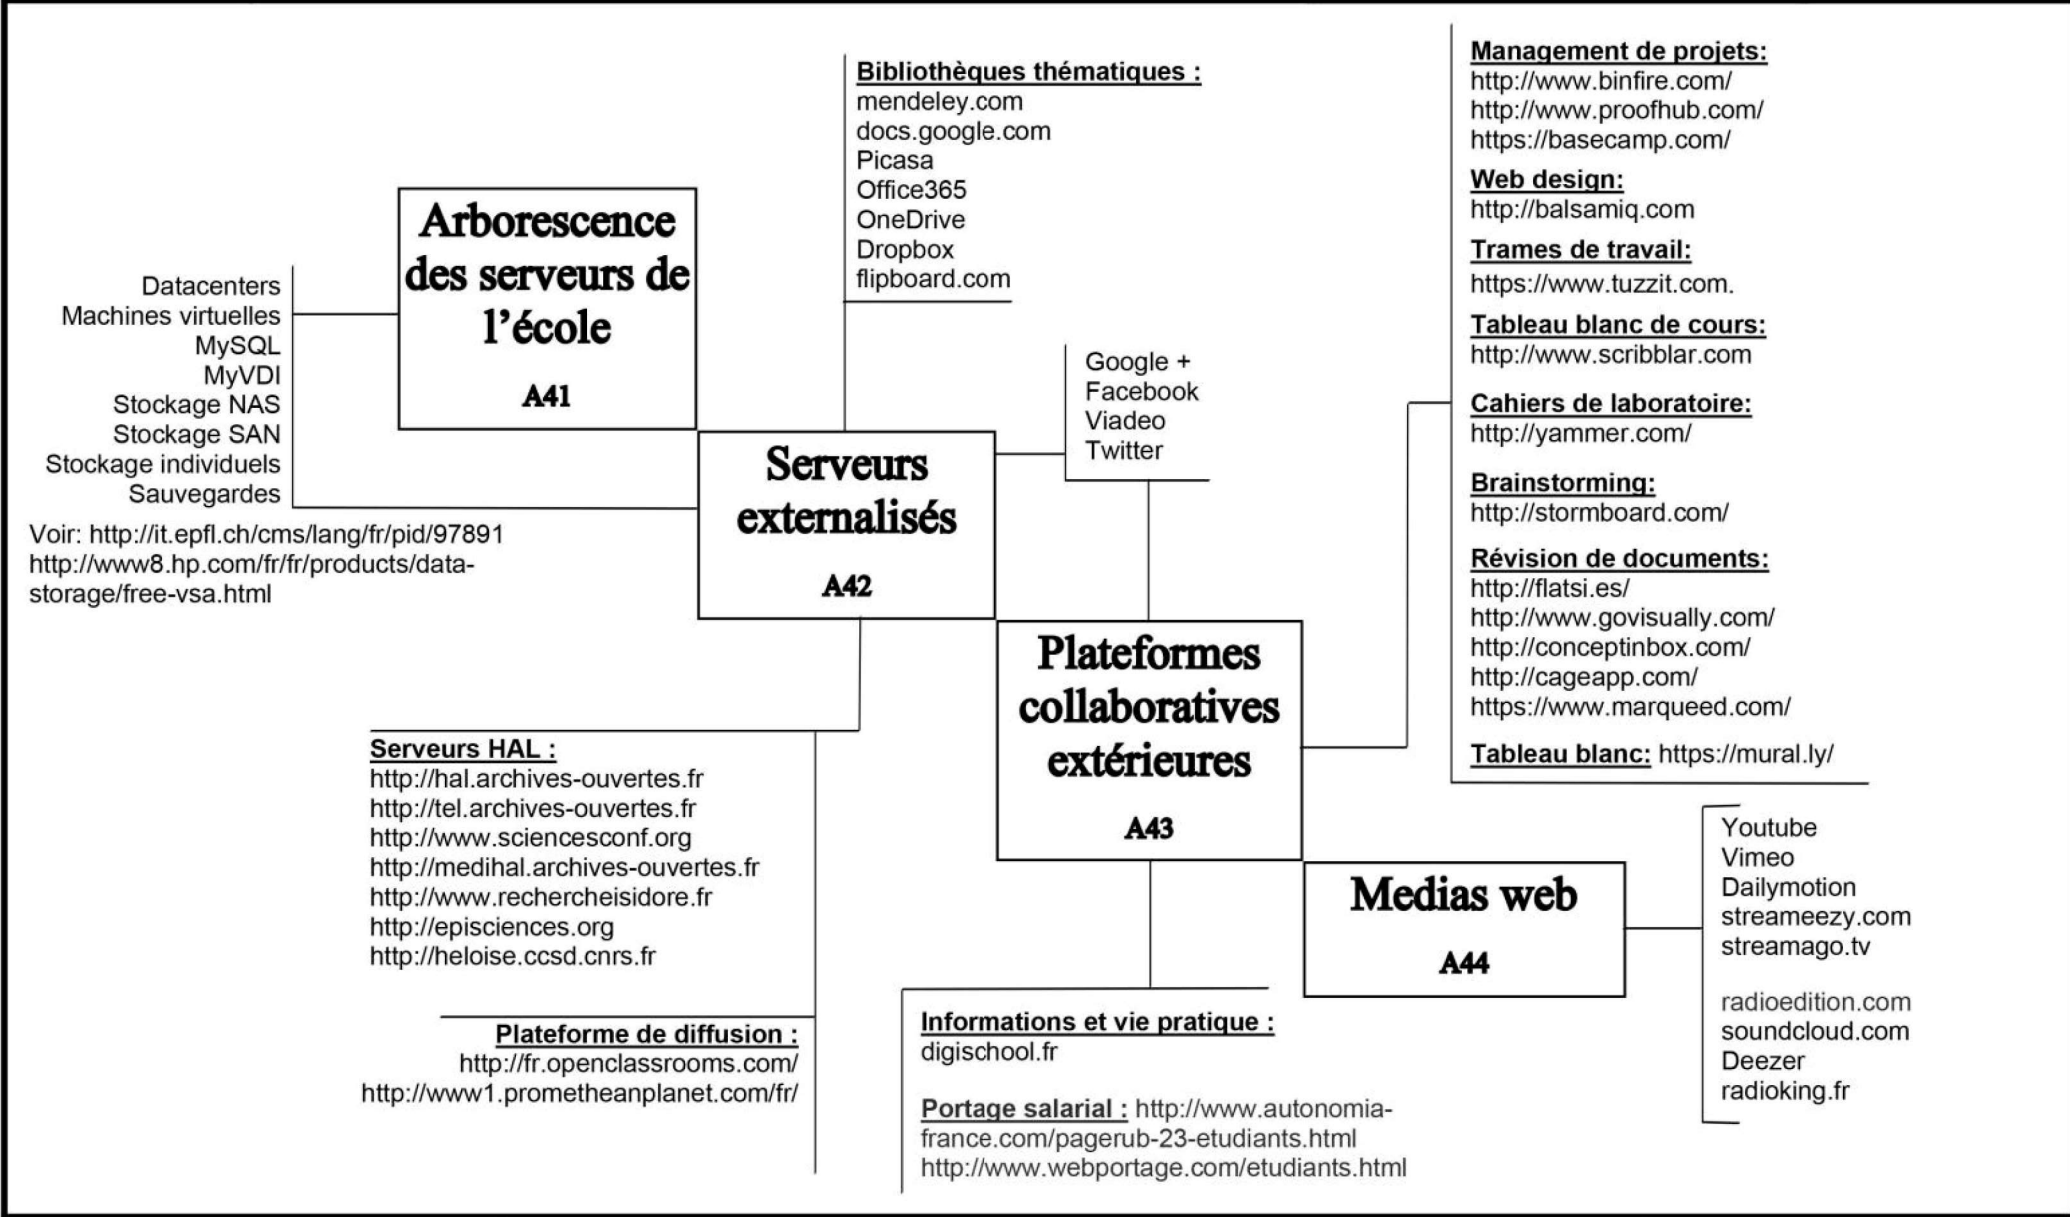 Bibliothèques thématiques :
mendeley.com
docs.google.com
Picasa
Office365
OneDrive
Dropbox
flipboard.com
Management de projets:
http://www.binfire.com/
http://www.proofhub.com/
https://basecamp.com/
Web design:
http://balsamiq.com
Trames de travail:
https://www.tuzzit.com.
Tableau blanc de cours:
http://www.scribblar.com
Cahiers de laboratoire:
http://yammer.com/
Brainstorming:
http://stormboard.com/
Révision de documents:
http://flatsi.es/
http://www.govisually.com/
http://conceptinbox.com/
http://cageapp.com/
https://www.marqueed.com/
Tableau blanc: https://mural.ly/
Arborescence
des serveurs de
l’école
A41
Datacenters
Machines virtuelles
MySQL
MyVDI
Stockage NAS
Stockage SAN
Stockage individuels
Sauvegardes
Voir: http://it.epfl.ch/cms/lang/fr/pid/97891
http://www8.hp.com/fr/fr/products/data-
storage/free-vsa.html
Google +
Facebook
Viadeo
Twitter
Serveurs
externalisés
A42
Plateformes
collaboratives
extérieures
A43
Serveurs HAL :
http://hal.archives-ouvertes.fr
http://tel.archives-ouvertes.fr
http://www.sciencesconf.org
http://medihal.archives-ouvertes.fr
http://www.rechercheisidore.fr
http://episciences.org
http://heloise.ccsd.cnrs.fr
Plateforme de diffusion :
http://fr.openclassrooms.com/
http://www1.prometheanplanet.com/fr/
Medias web
A44
Youtube
Vimeo
Dailymotion
streameezy.com
streamago.tv
radioedition.com
soundcloud.com
Deezer
radioking.fr
Informations et vie pratique :
digischool.fr
Portage salarial : http://www.autonomia-
france.com/pagerub-23-etudiants.html
http://www.webportage.com/etudiants.html